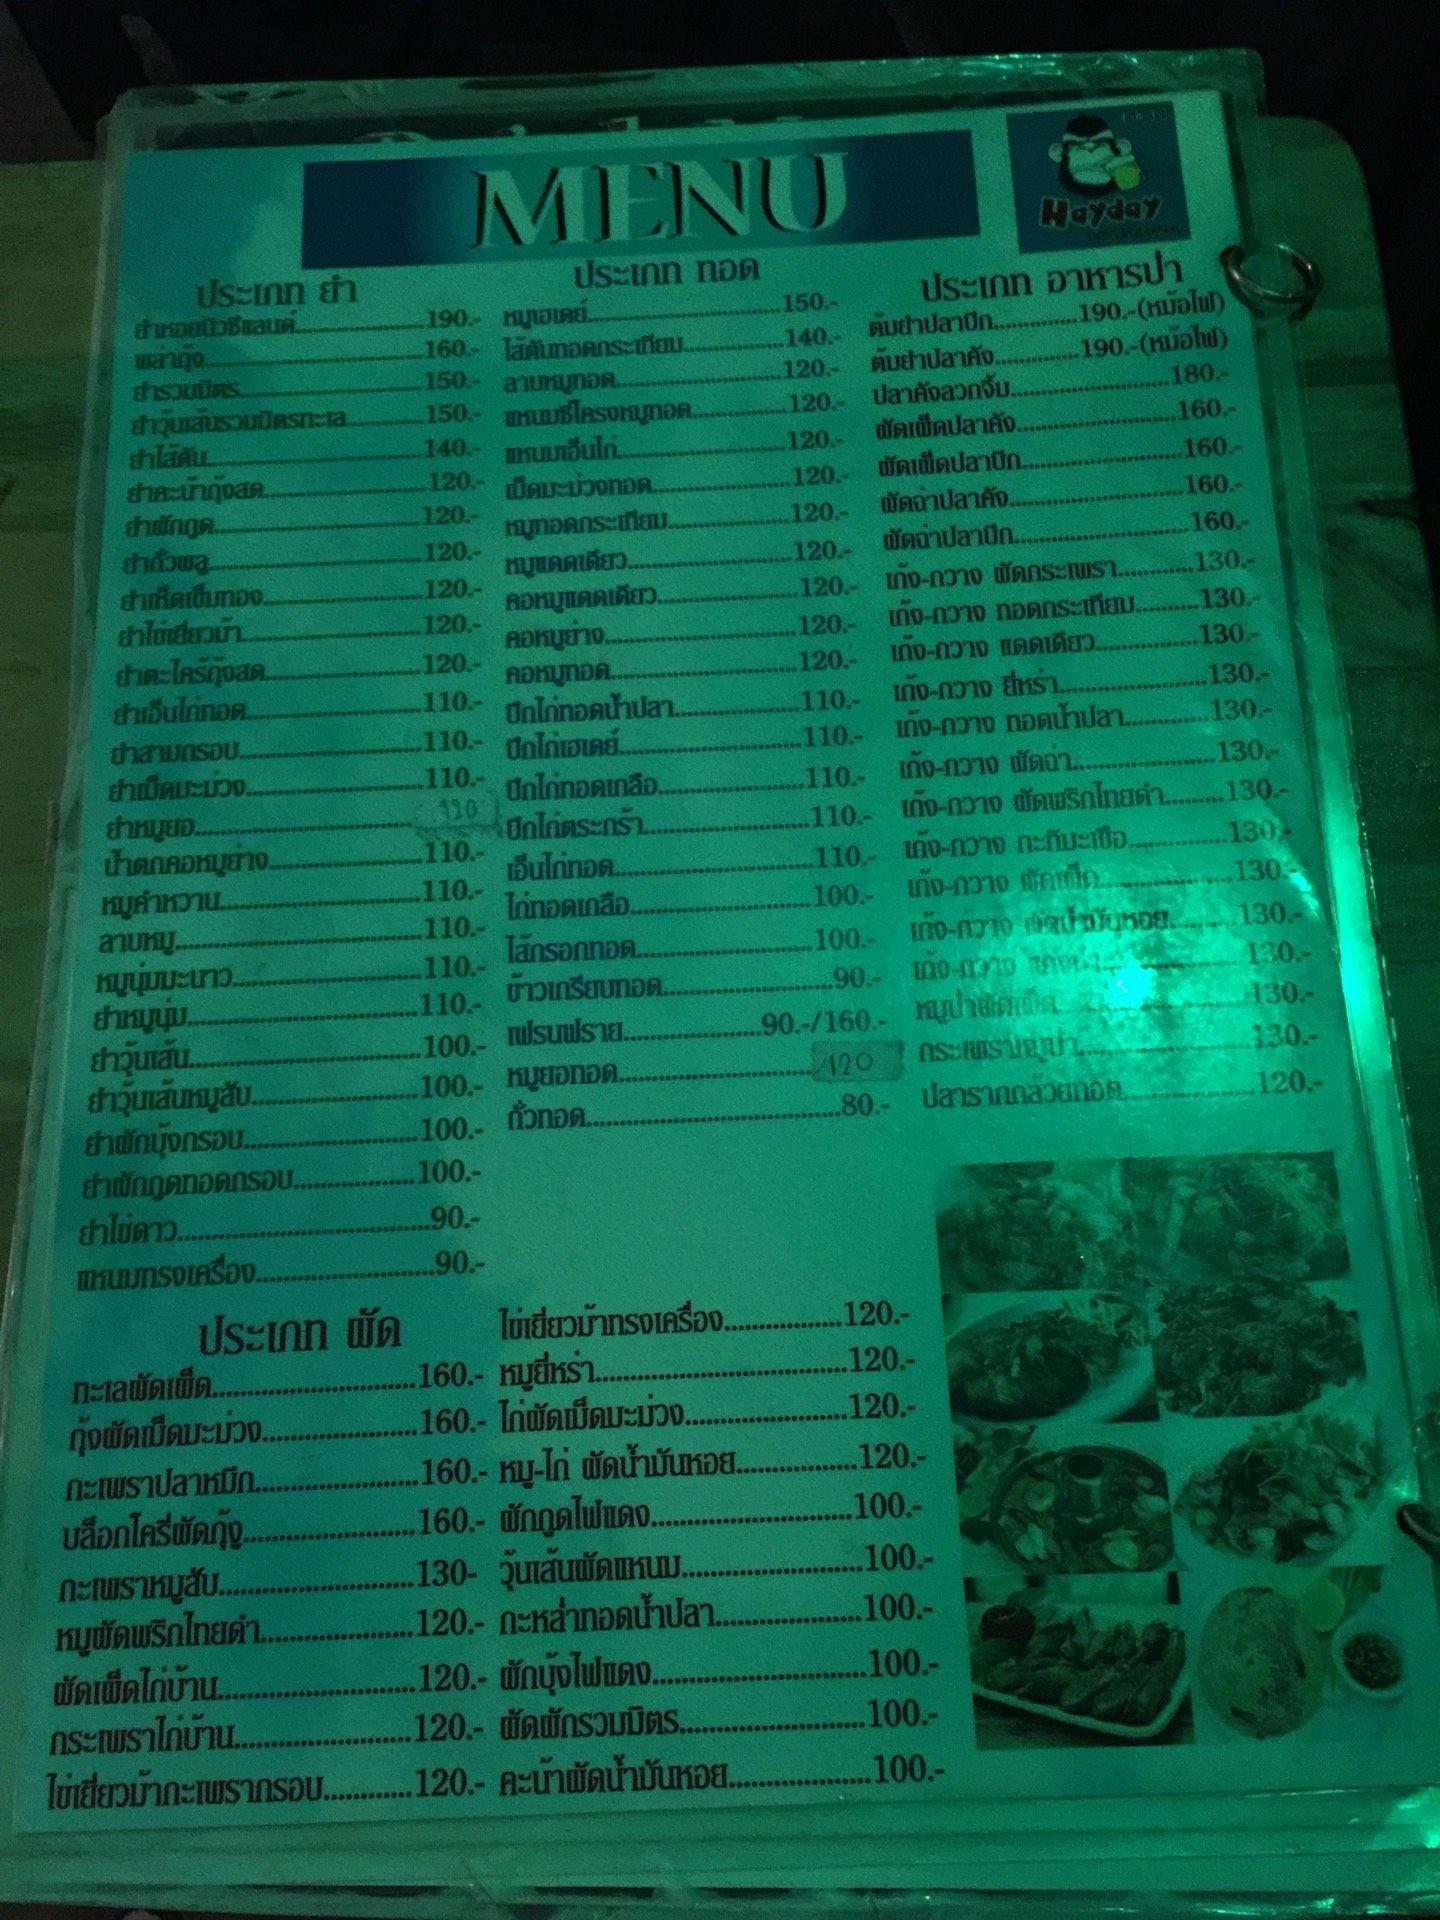 MENU
Hayday
ประเภท ยำ
ยำหอยนิวซีแลนด์ 190.-
พล่ากุ้ง 160.-
ยำรวมมิตร 150.-
ยำวุ้นเส้นรวมมิตรทะเล 150.-
ยำไส้ตัน 140.-
ยำคะน้ากุ้งสด 120.-
ยำผักกูด 120.-
ยำถั่วพลู 120.-
ยำเห็ดเข็มทอง 120.-
ยำไข่เยี่ยวม้า 120.-
ยำตะไคร้กุ้งสด 120.-
ยำเอ็นไก่ทอด 110.-
ยำสามกรอบ 110.-
ยำเม็ดมะม่วง 110.-
ยำหมูยอ 120
น้ำตกคอหมูย่าง 110.-
หมูคำหวาน 110.-
ลาบหมู 110.-
หมูนุ่มมะนาว 110.-
ยำหมูนุ่ม 110.-
ยำวุ้นเส้น 100.-
ยำวุ้นเส้นหมูสับ 100.-
ยำผักบุ้งกรอบ 100.-
ยำผักกูดทอดกรอบ 100.-
ยำไข่ดาว 90.-
แหนมทรงเครื่อง 90.-
ประเภท ทอด
หมูเฮเดย์ 150.-
ไส้ตันทอดกระเทียม 140.-
ลาบหมูทอด 120.-
แหนมซี่โครงหมูทอด 120.-
แหนมเอ็นไก่ 120.-
เม็ดมะม่วงทอด 120.-
หมูทอดกระเทียม 120.-
หมูแดดเดียว 120.-
คอหมูแดดเดียว 120.-
คอหมูย่าง 120.-
คอหมูทอด 120.-
ปีกไก่ทอดน้ำปลา 110.-
ปีกไก่เฮเดย์ 110.-
ปีกไก่ทอดเกลือ 110.-
ปีกไก่ตระกร้า 110.-
เอ็นไก่ทอด 110.-
ไก่ทอดเกลือ 100.-
ไส้กรอกทอด 100.-
ข้าวเกรียบทอด 90.-
เฟรนฟราย 90.-/160.-
หมูยอทอด 120
ถั่วทอด 80.-
ประเภท อาหารป่า
ต้มยำปลาบึก 190.-(หม้อไฟ)
ต้มยำปลาคัง 190.-(หม้อไฟ)
ปลาคังลวกจิ้ม 180.-
ผัดเผ็ดปลาคัง 160.-
ผัดเผ็ดปลาบึก 160.-
ผัดฉ่าปลาคัง 160.-
ผัดฉ่าปลาบึก 160.-
เก้ง-กวาง ผัดกระเพรา 130.-
เก้ง-กวาง ทอดกระเทียม 130.-
เก้ง-กวาง แดดเดียว 130.-
เก้ง-กวาง ยี่หร่า 130.-
เก้ง-กวาง ทอดน้ำปลา 130.-
เก้ง-กวาง ผัดฉ่า 130.-
เก้ง-กวาง ผัดพริกไทยดำ 130.-
เก้ง-กวาง กะทิมะเขือ 130.-
เก้ง-กวาง ผัดเผ็ด 130.-
เก้ง-กวาง ผัดน้ำมันหอย 130.-
เก้ง-กวาง แกงป่า 130.-
หมูป่าผัดเผ็ด 130.-
กระเพราหมูป่า 130.-
ปลารากกล้วยทอด 120.-
ประเภท ผัด
ทะเลผัดเผ็ด 160.-
กุ้งผัดเม็ดมะม่วง 160.-
กะเพราปลาหมึก 160.-
บล็อกโครี่ผัดกุ้ง 160.-
กะเพราหมูสับ 130-
หมูผัดพริกไทยดำ 120.-
ผัดเผ็ดไก่บ้าน 120.-
กระเพราไก่บ้าน 120.-
ไข่เยี่ยวม้ากะเพรากรอบ 120.-
ไข่เยี่ยวม้าทรงเครื่อง 120.-
หมูยี่หร่า 120.-
ไก่ผัดเม็ดมะม่วง 120.-
หมู-ไก่ ผัดน้ำมันหอย 120.-
ผักกูดไฟแดง 100.-
วุ้นเส้นผัดแหนม 100.-
กะหล่ำทอดน้ำปลา 100.-
ผักบุ้งไฟแดง 100.-
ผัดผักรวมมิตร 100.-
คะน้าผัดน้ำมันหอย 100.-